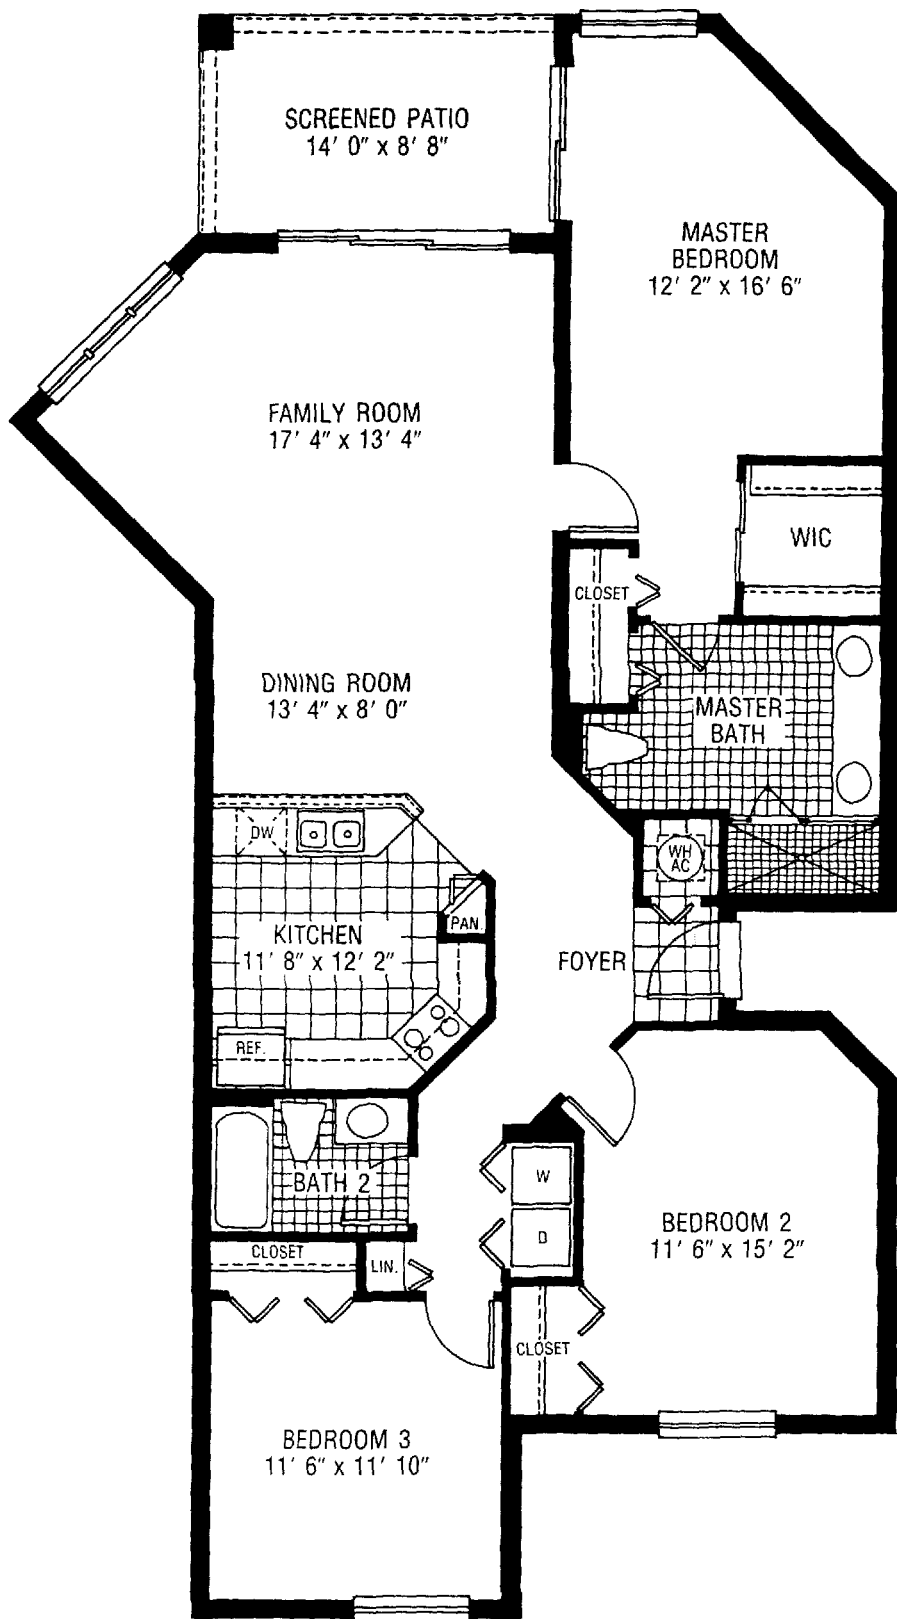 SCREENED PATIO
14' 0" x 8' 8"
MASTER
BEDROOM
12' 2" x 16' 6"
FAMILY ROOM
17' 4" x 13' 4"
WIC
CLOSET
DINING ROOM
13' 4" x 8' 0"
MASTER
BATH
DW
WH
AC
PAN.
KITCHEN
11' 8" x 12' 2"
FOYER
REF.
BATH 2
W
D
BEDROOM 2
11' 6" x 15' 2"
CLOSET
LIN.
CLOSET
BEDROOM 3
11' 6" x 11' 10"